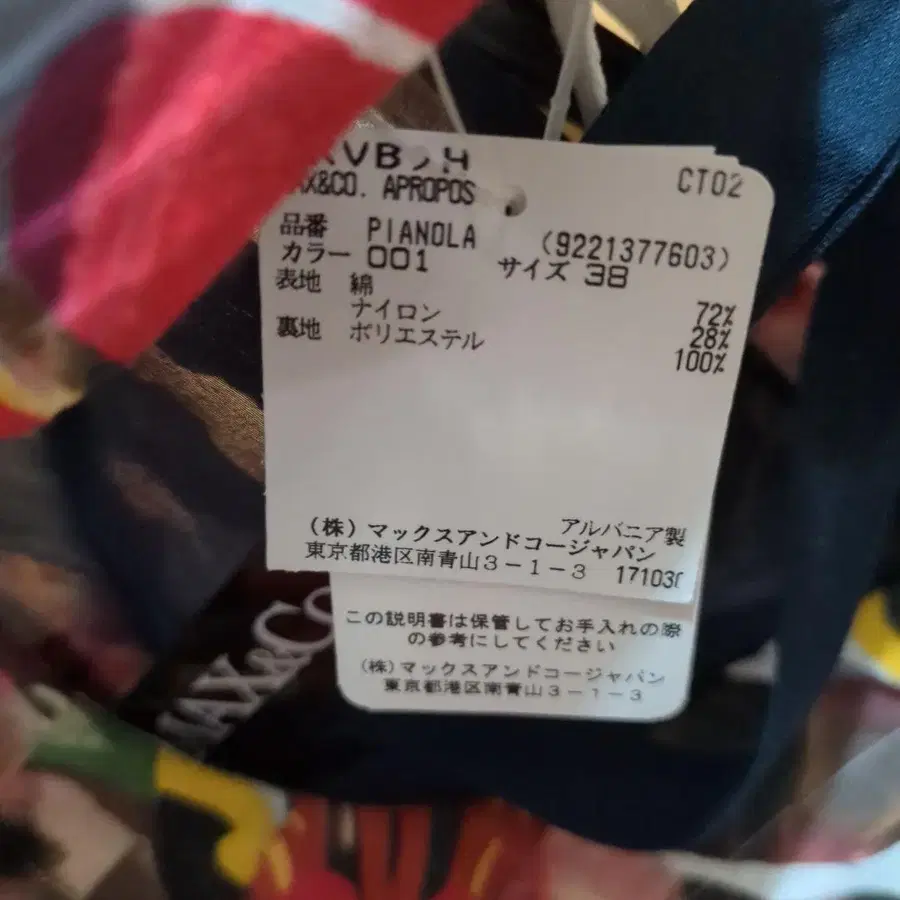 CT02
&CO. APROPOS
品番 PIANOLA (9221377603)
カラー 001 サイズ 38
表地 綿 72%
ナイロン 28%
裏地 ポリエステル 100%
アルバニア製
(株)マックスアンドコージャパン
東京都港区南青山3-1-3 171030
この説明書は保管してお手入れの際
の参考にしてください
(株)マックスアンドコージャパン
東京都港区南青山3-1-3
MAX&Co